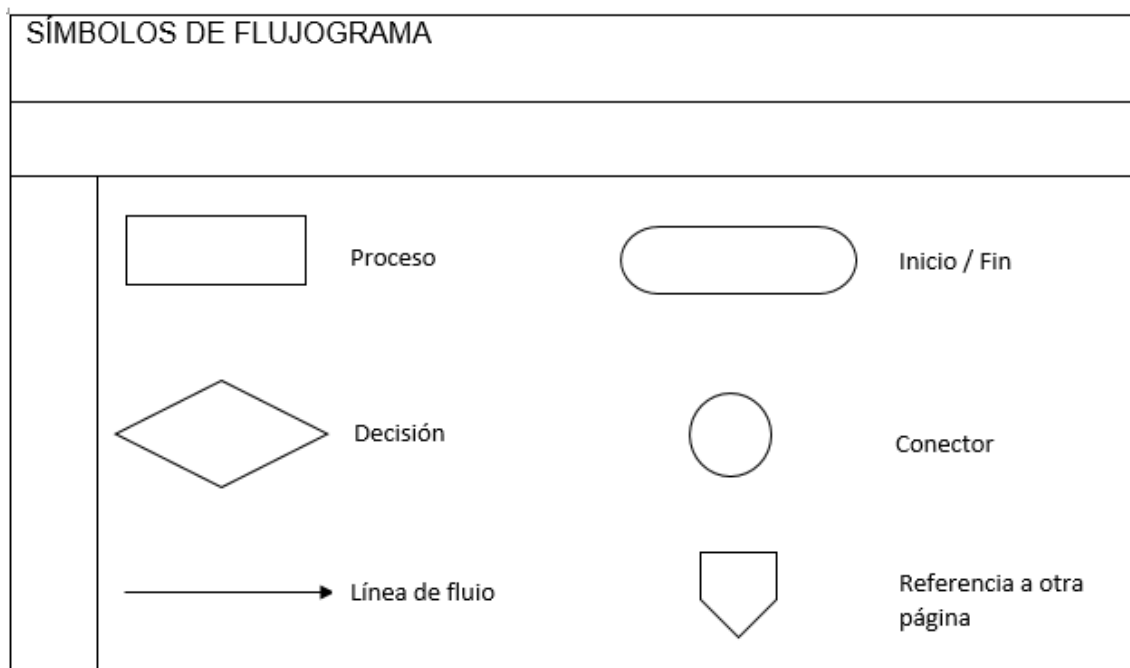 SÍMBOLOS DE FLUJOGRAMA
Proceso
Inicio / Fin
Decisión
Conector
Línea de fluio
Referencia a otra
página